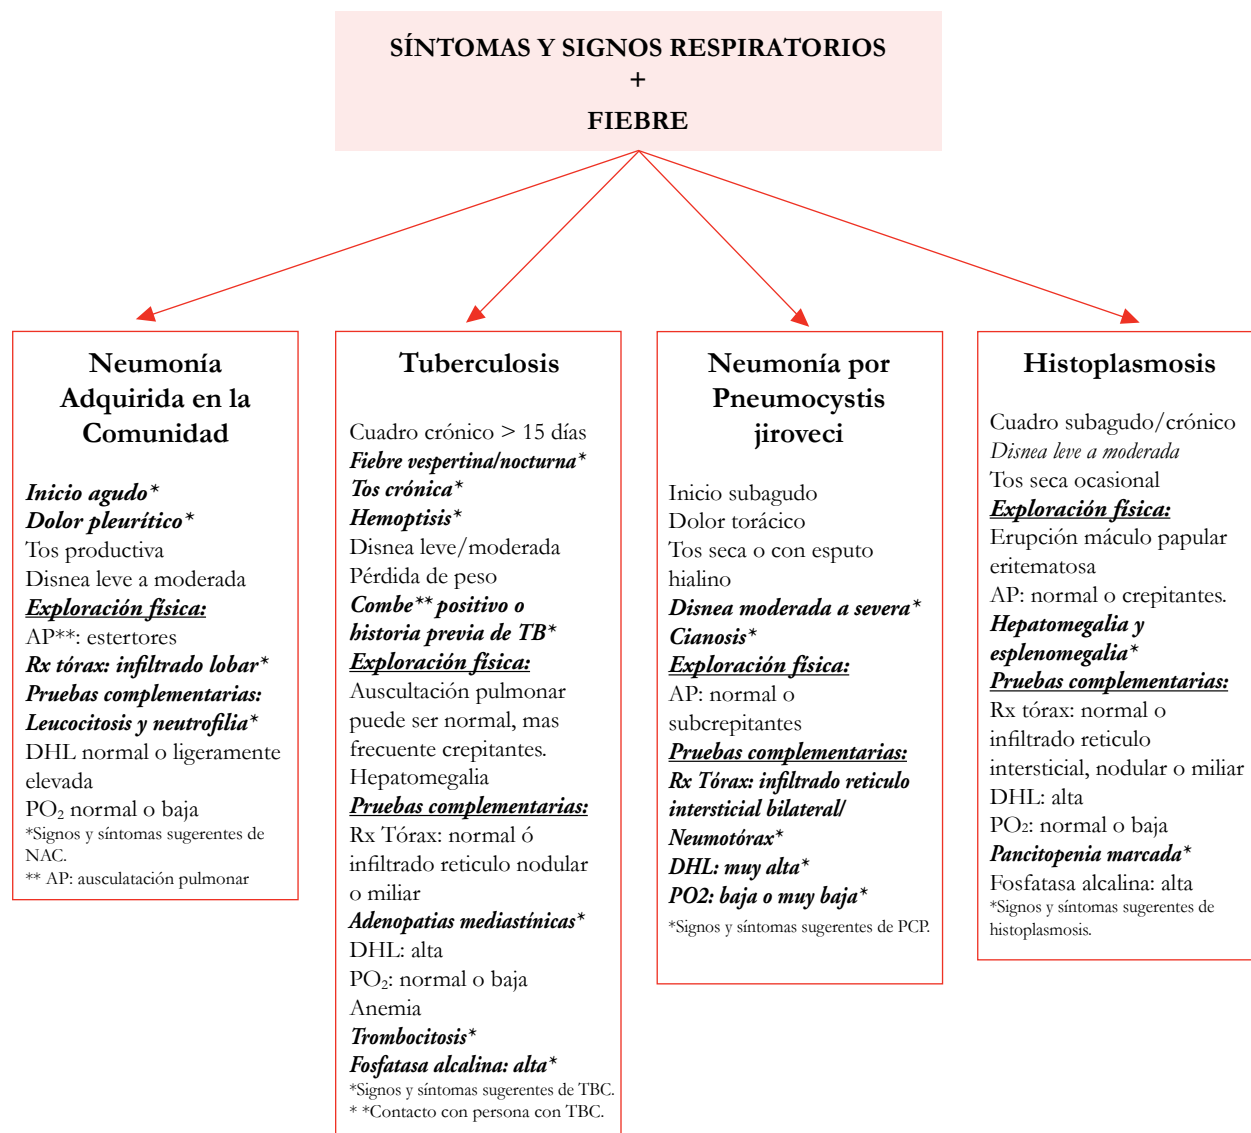 SÍNTOMAS Y SIGNOS RESPIRATORIOS
+
FIEBRE
Neumonía
Adquirida en la
Comunidad
Inicio agudo*
Dolor pleurítico*
Tos productiva
Disnea leve a moderada
Exploración física:
AP**: estertores
Rx tórax: infiltrado lobar*
Pruebas complementarias:
Leucocitosis y neutrofilia*
DHL normal o ligeramente
elevada
PO₂ normal o baja
*Signos y síntomas sugerentes de
NAC.
** AP: ausculatación pulmonar
Tuberculosis
Cuadro crónico > 15 días
Fiebre vespertina/nocturna*
Tos crónica*
Hemoptisis*
Disnea leve/moderada
Pérdida de peso
Combe** positivo o
historia previa de TB*
Exploración física:
Auscultación pulmonar
puede ser normal, mas
frecuente crepitantes.
Hepatomegalia
Pruebas complementarias:
Rx Tórax: normal ó
infiltrado reticulo nodular
o miliar
Adenopatias mediastínicas*
DHL: alta
PO₂: normal o baja
Anemia
Trombocitosis*
Fosfatasa alcalina: alta*
*Signos y síntomas sugerentes de TBC.
* *Contacto con persona con TBC.
Neumonía por
Pneumocystis
jiroveci
Inicio subagudo
Dolor torácico
Tos seca o con esputo
hialino
Disnea moderada a severa*
Cianosis*
Exploración física:
AP: normal o
subcrepitantes
Pruebas complementarias:
Rx Tórax: infiltrado reticulo
intersticial bilateral/
Neumotórax*
DHL: muy alta*
PO2: baja o muy baja*
*Signos y síntomas sugerentes de PCP.
Histoplasmosis
Cuadro subagudo/crónico
Disnea leve a moderada
Tos seca ocasional
Exploración física:
Erupción máculo papular
eritematosa
AP: normal o crepitantes.
Hepatomegalia y
esplenomegalia*
Pruebas complementarias:
Rx tórax: normal o
infiltrado reticulo
intersticial, nodular o miliar
DHL: alta
PO₂: normal o baja
Pancitopenia marcada*
Fosfatasa alcalina: alta
*Signos y síntomas sugerentes de
histoplasmosis.